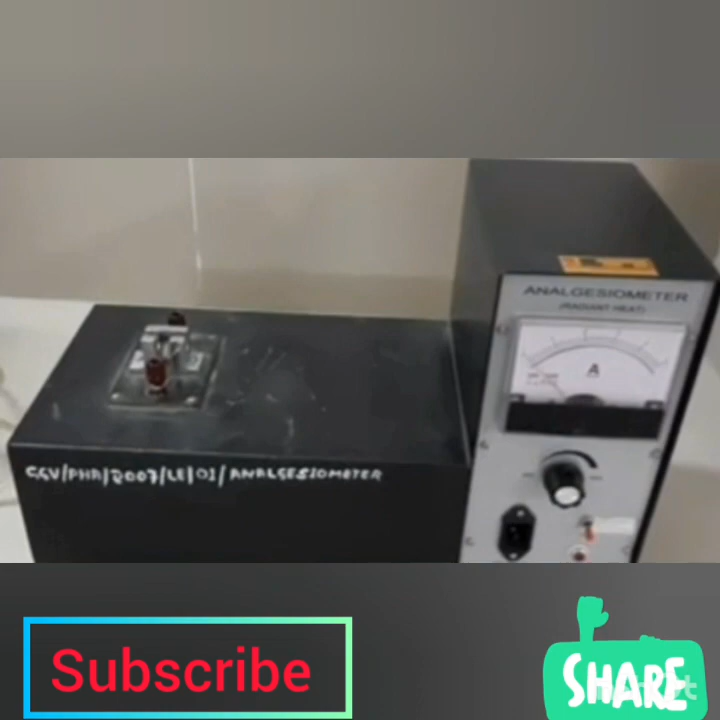 ANALGESIOMETER
(RADIANT HEAT)
A
CGV/PHA/2007/LE/01/ANALGESIOMETER
Subscribe
SHARE